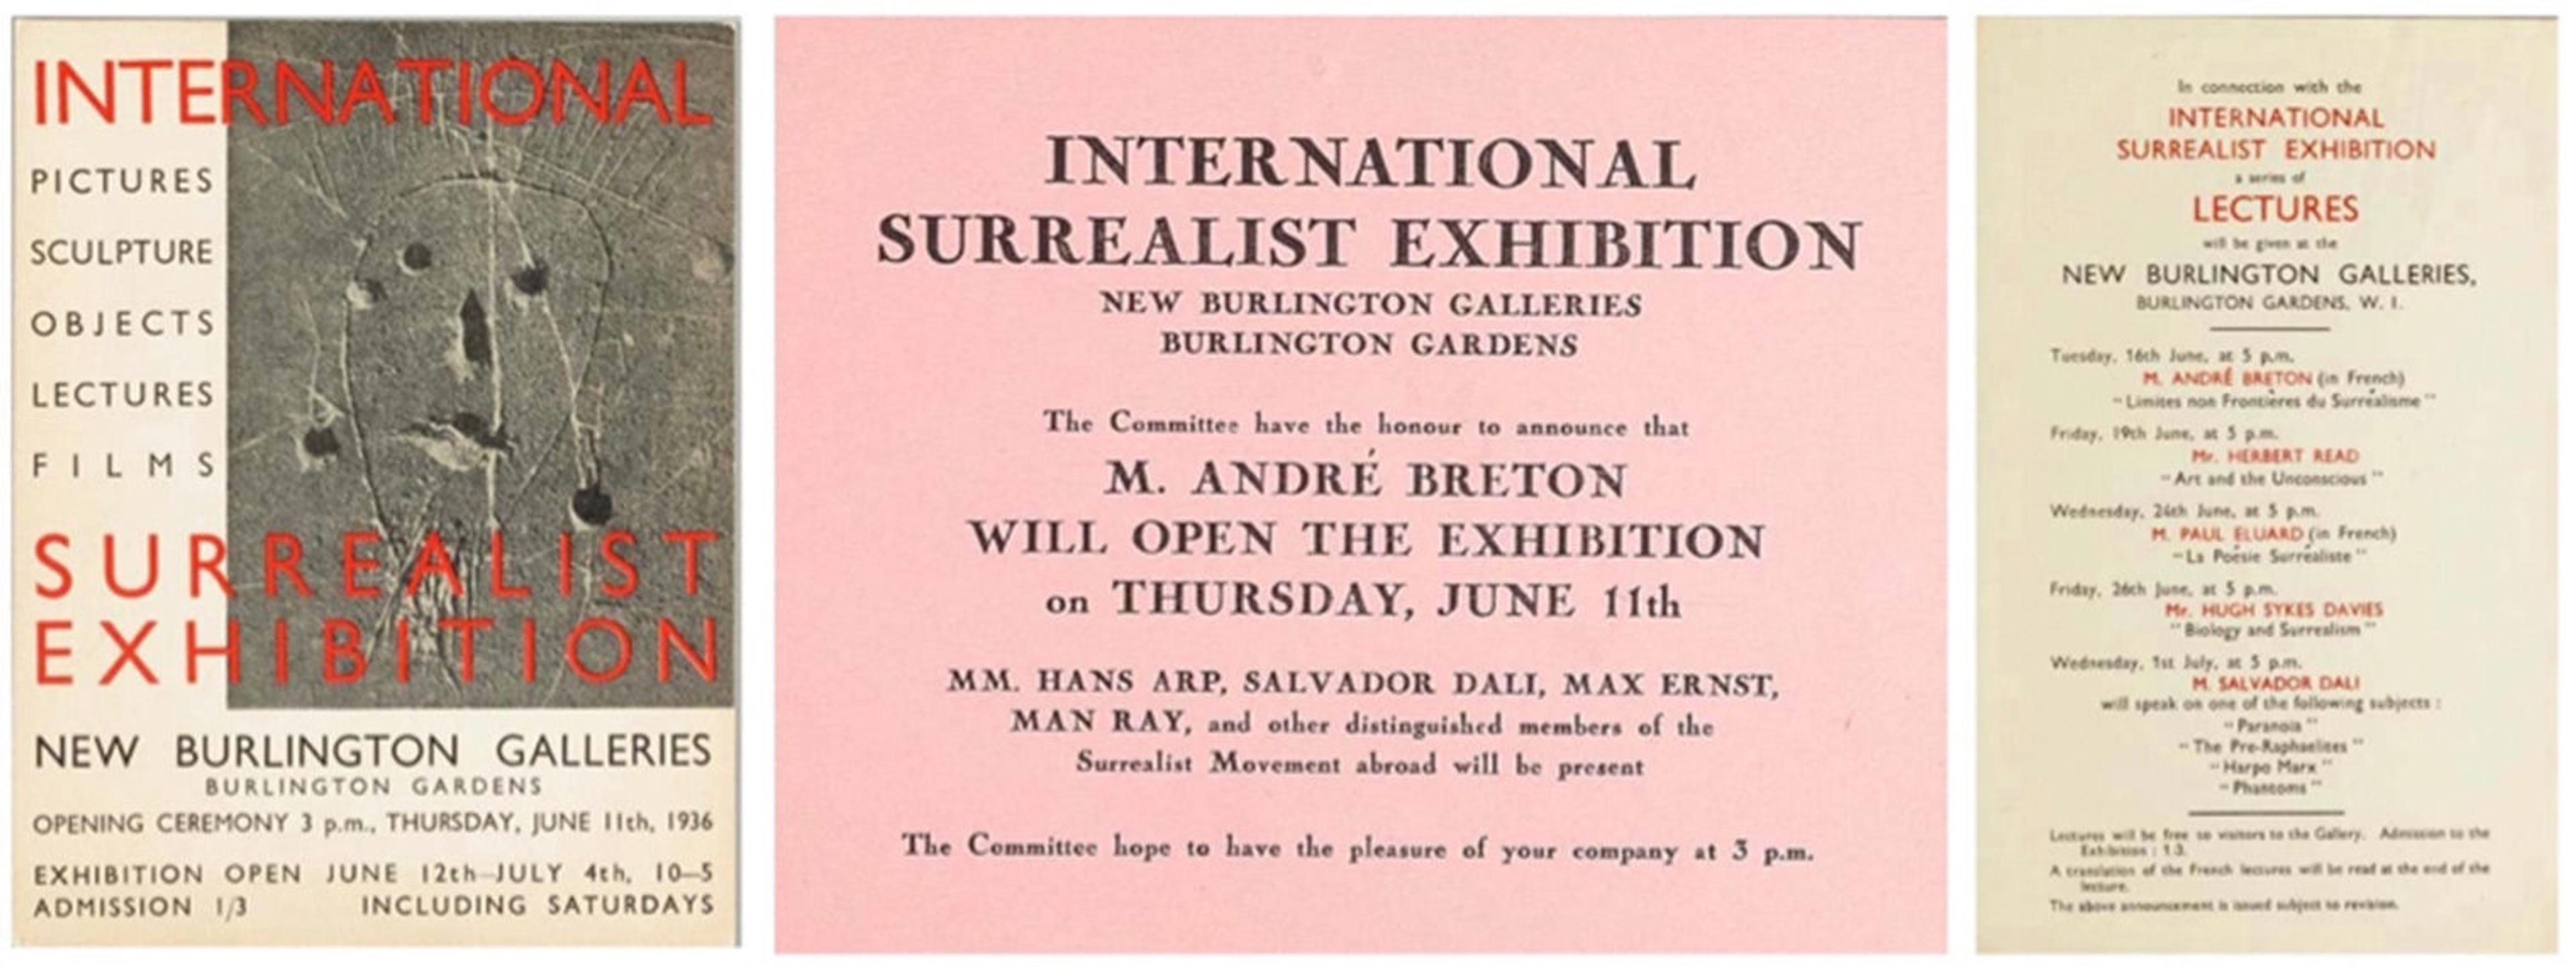 INTERNATIONAL
PICTURES
SCULPTURE
OBJECTS
LECTURES
FILMS
SURREALIST
EXHIBITION
NEW BURLINGTON GALLERIES
BURLINGTON GARDENS
OPENING CEREMONY 3 p.m., THURSDAY, JUNE 11th, 1936
EXHIBITION OPEN JUNE 12th–JULY 4th, 10–5
ADMISSION 1/3 INCLUDING SATURDAYS
INTERNATIONAL
SURREALIST EXHIBITION
NEW BURLINGTON GALLERIES
BURLINGTON GARDENS
The Committee have the honour to announce that
M. ANDRÉ BRETON
WILL OPEN THE EXHIBITION
on THURSDAY, JUNE 11th
MM. HANS ARP, SALVADOR DALI, MAX ERNST,
MAN RAY, and other distinguished members of the
Surrealist Movement abroad will be present
The Committee hope to have the pleasure of your company at 3 p.m.
In connection with the
INTERNATIONAL
SURREALIST EXHIBITION
a series of
LECTURES
will be given at the
NEW BURLINGTON GALLERIES,
BURLINGTON GARDENS, W. 1.
Tuesday, 16th June, at 5 p.m.
M. ANDRÉ BRETON (in French)
"Limites non Frontières du Surréalisme"
Friday, 19th June, at 5 p.m.
Mr. HERBERT READ
"Art and the Unconscious"
Wednesday, 24th June, at 5 p.m.
M. PAUL ELUARD (in French)
"La Poésie Surréaliste"
Friday, 26th June, at 5 p.m.
Mr. HUGH SYKES DAVIES
"Biology and Surrealism"
Wednesday, 1st July, at 5 p.m.
M. SALVADOR DALI
will speak on one of the following subjects :
"Paranoia"
"The Pre-Raphaelites"
"Harpo Marx"
"Phantoms"
Lectures will be free to visitors to the Gallery. Admission to the
Exhibition : 1/3.
A translation of the French lectures will be read at the end of the
lecture.
The above announcement is issued subject to revision.